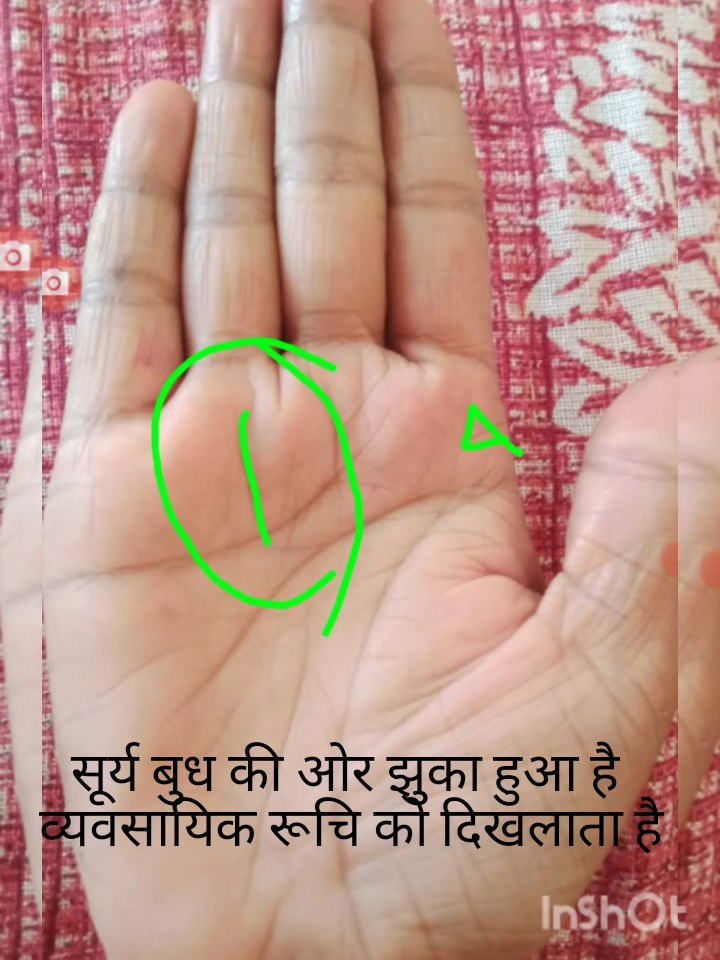 सूर्य बुध की ओर झुका हुआ है
व्यवसायिक रूचि को दिखलाता है
InShOt